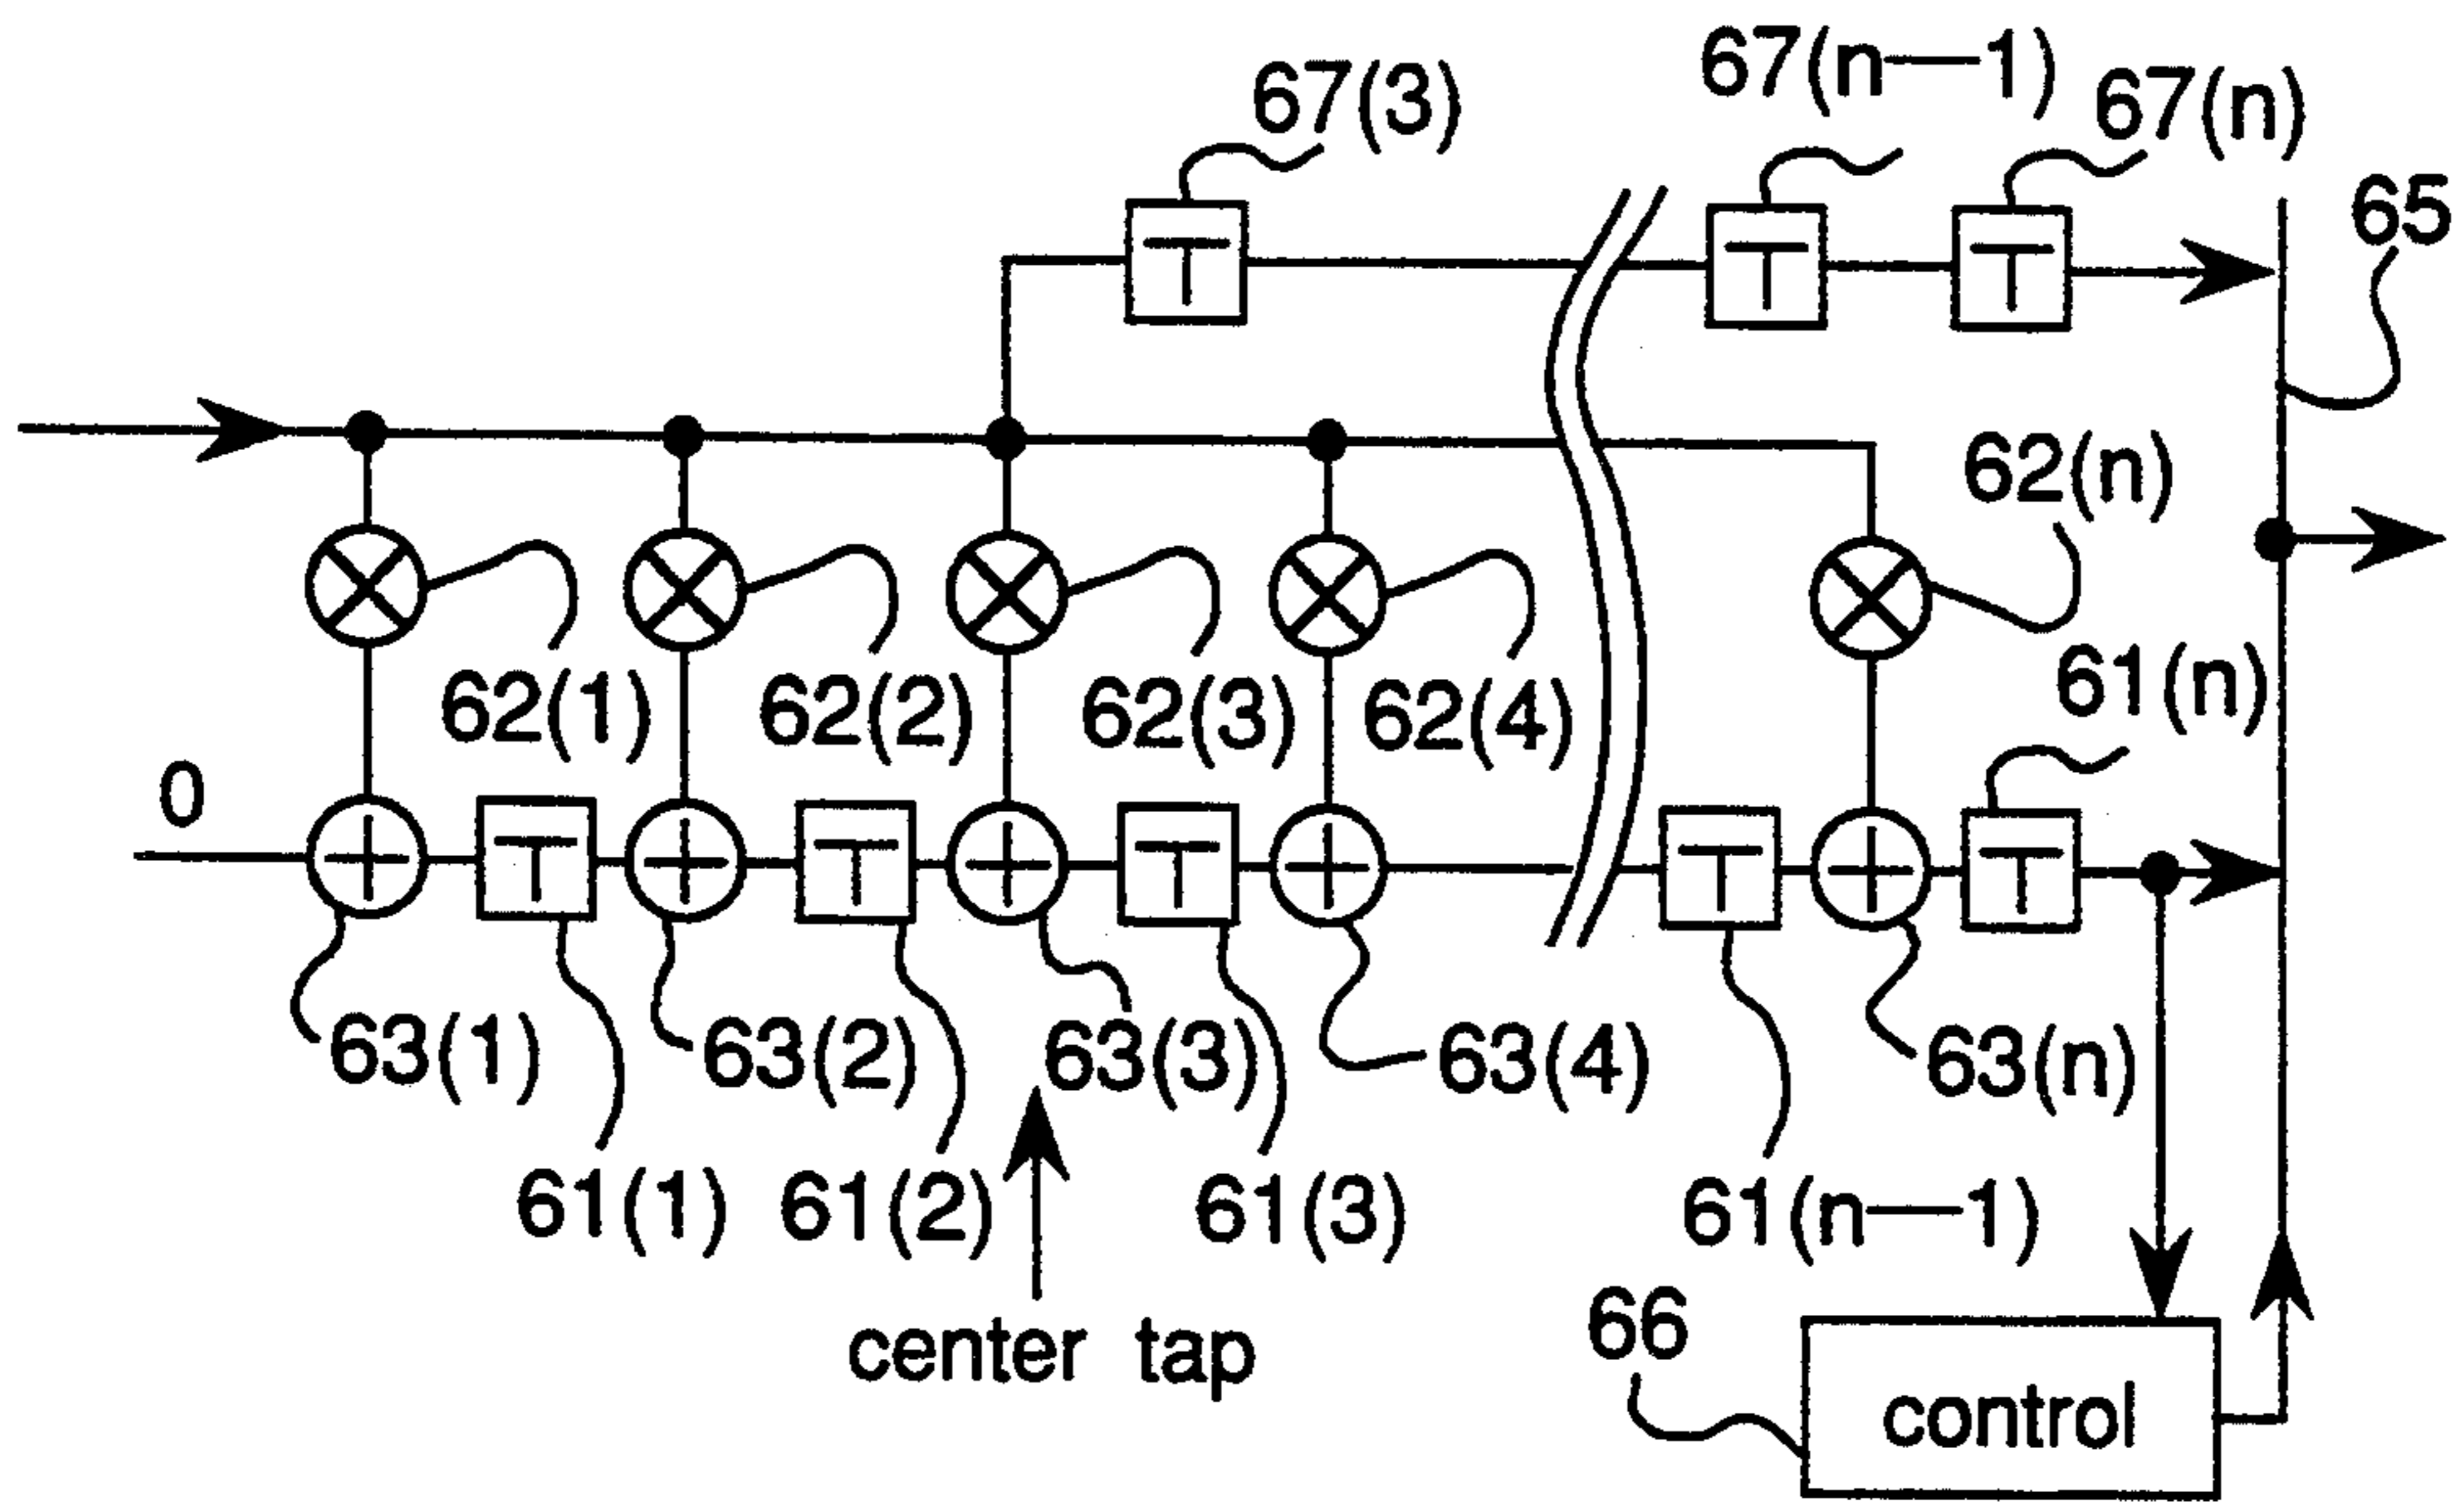 67(3)
67(n—1)
67(n)
65
T
T
T
62(n)
62(1)
62(2)
62(3)
62(4)
61(n)
0
T
T
T
T
T
63(1)
63(2)
63(3)
63(4)
63(n)
61(1)
61(2)
61(3)
61(n—1)
center tap
66
control